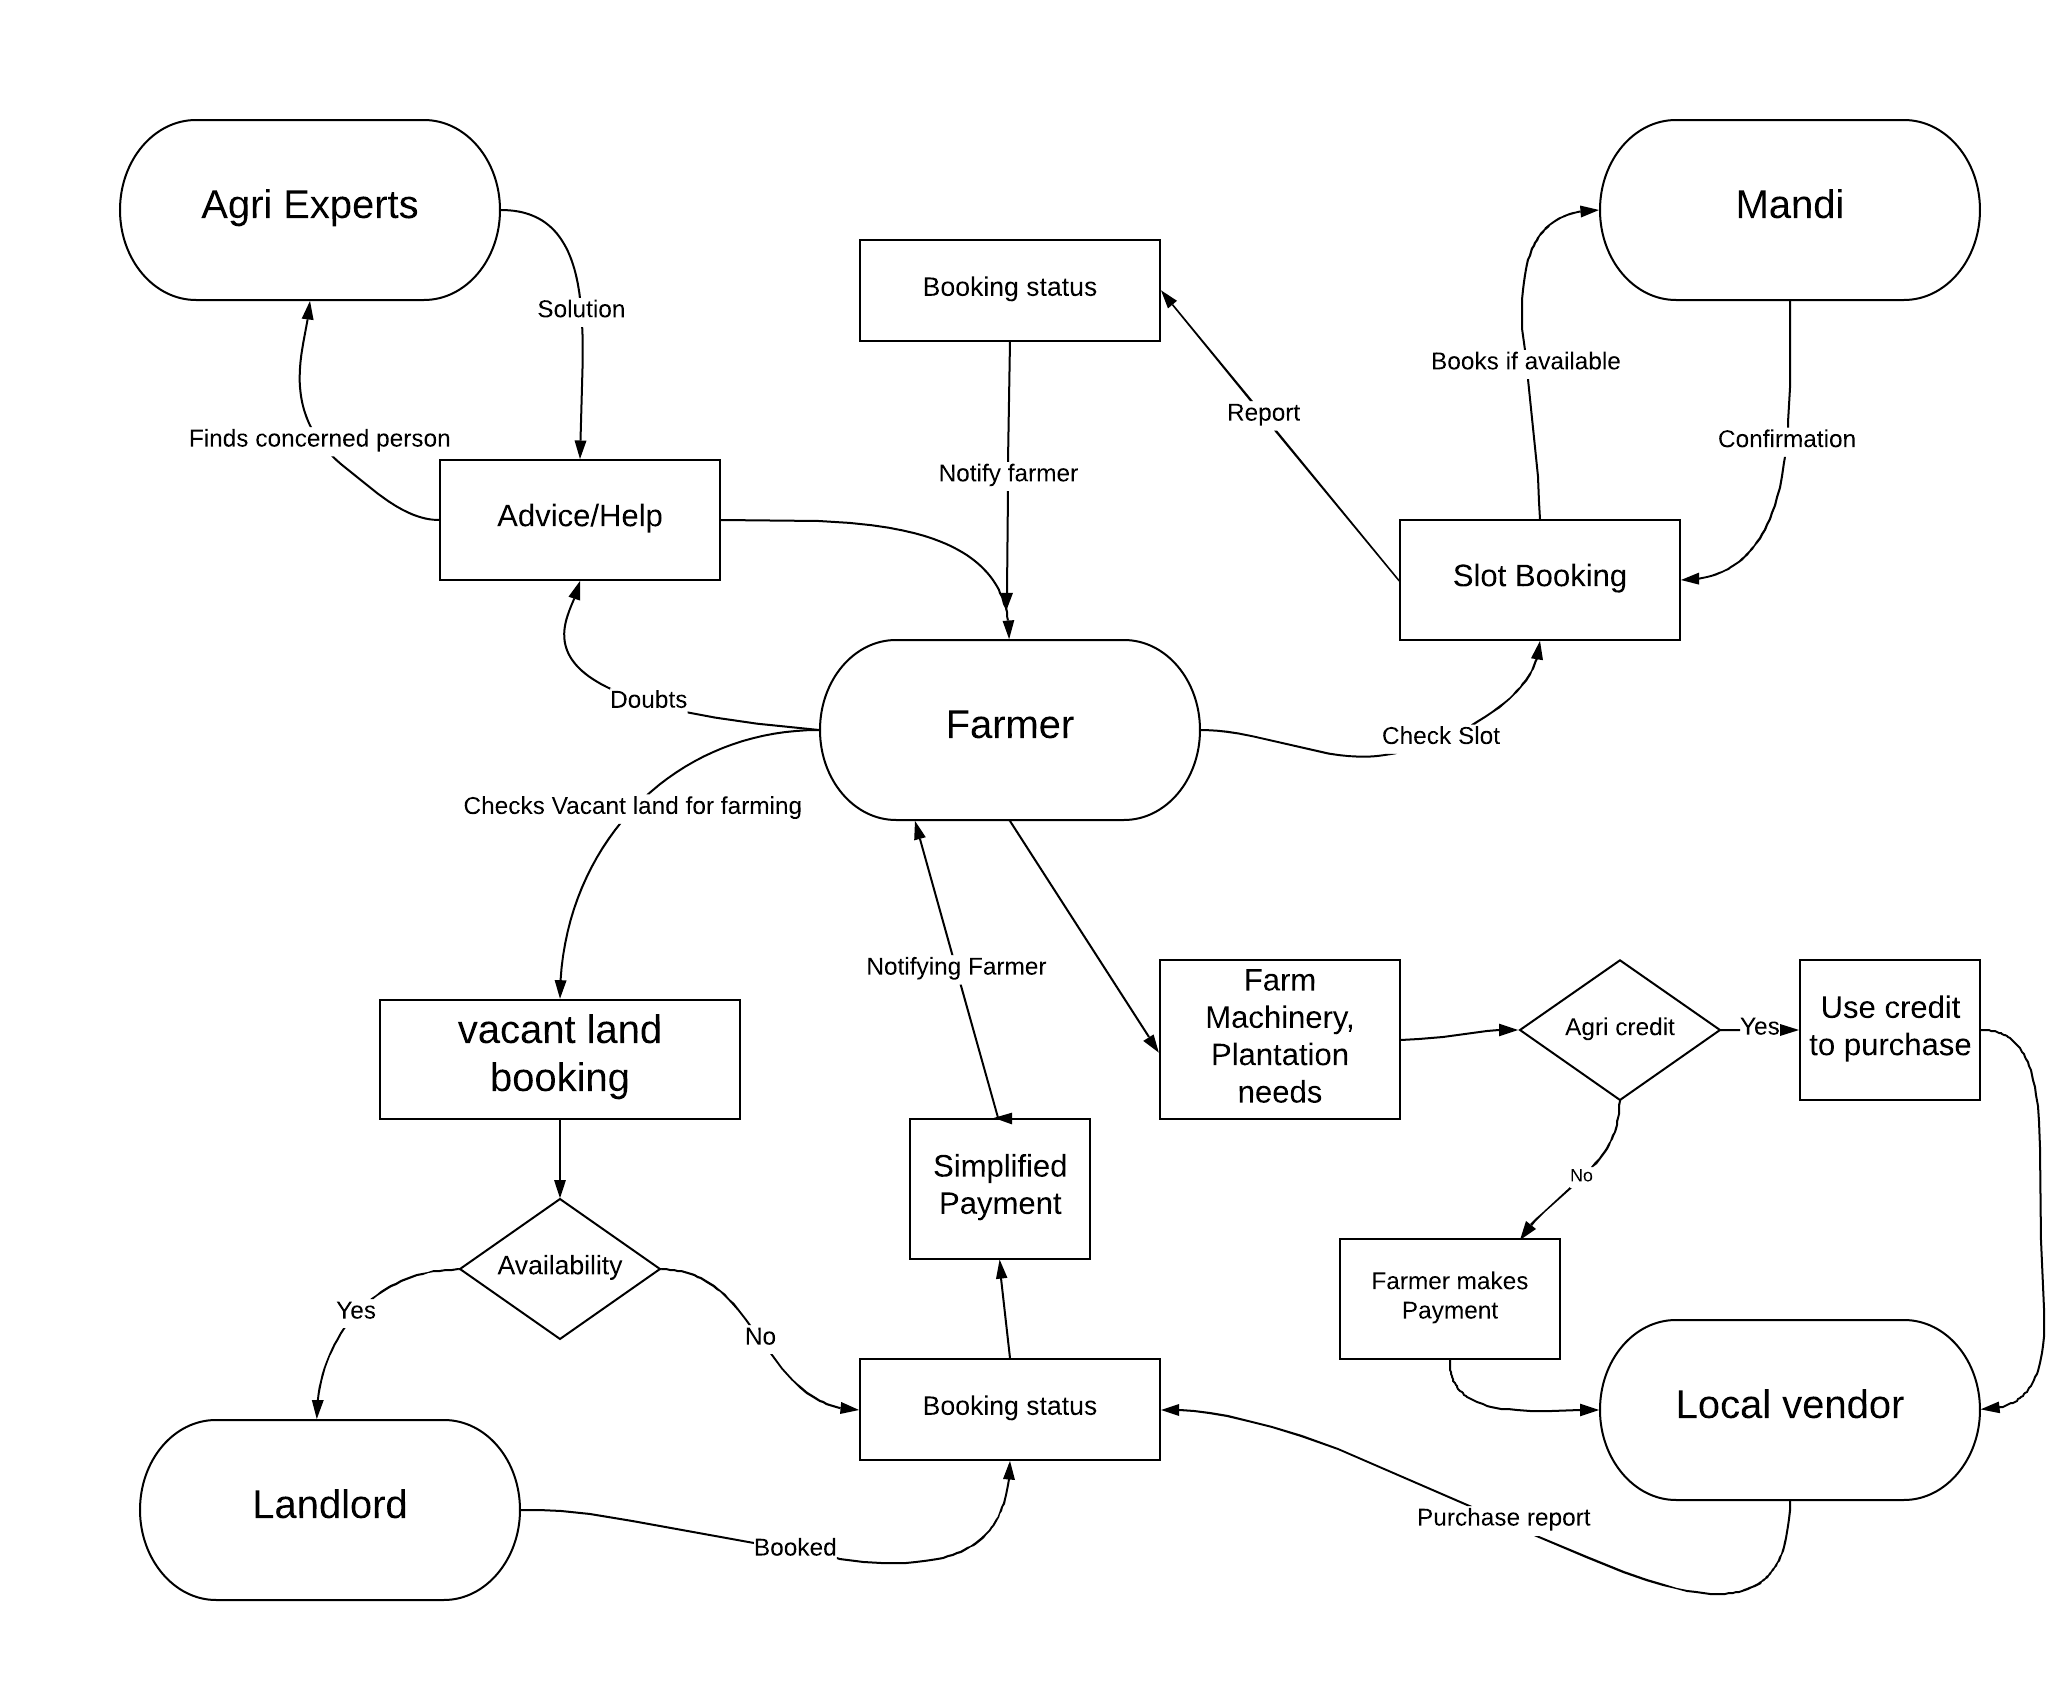 Agri Experts
Mandi
Booking status
Solution
Books if available
Report
Finds concerned person
Confirmation
Notify farmer
Advice/Help
Slot Booking
Doubts
Farmer
Check Slot
Checks Vacant land for farming
Notifying Farmer
Farm
Machinery,
Plantation
needs
Agri credit
Yes
Use credit
to purchase
vacant land
booking
Simplified
Payment
No
Availability
Farmer makes
Payment
Yes
No
Booking status
Local vendor
Landlord
Purchase report
Booked